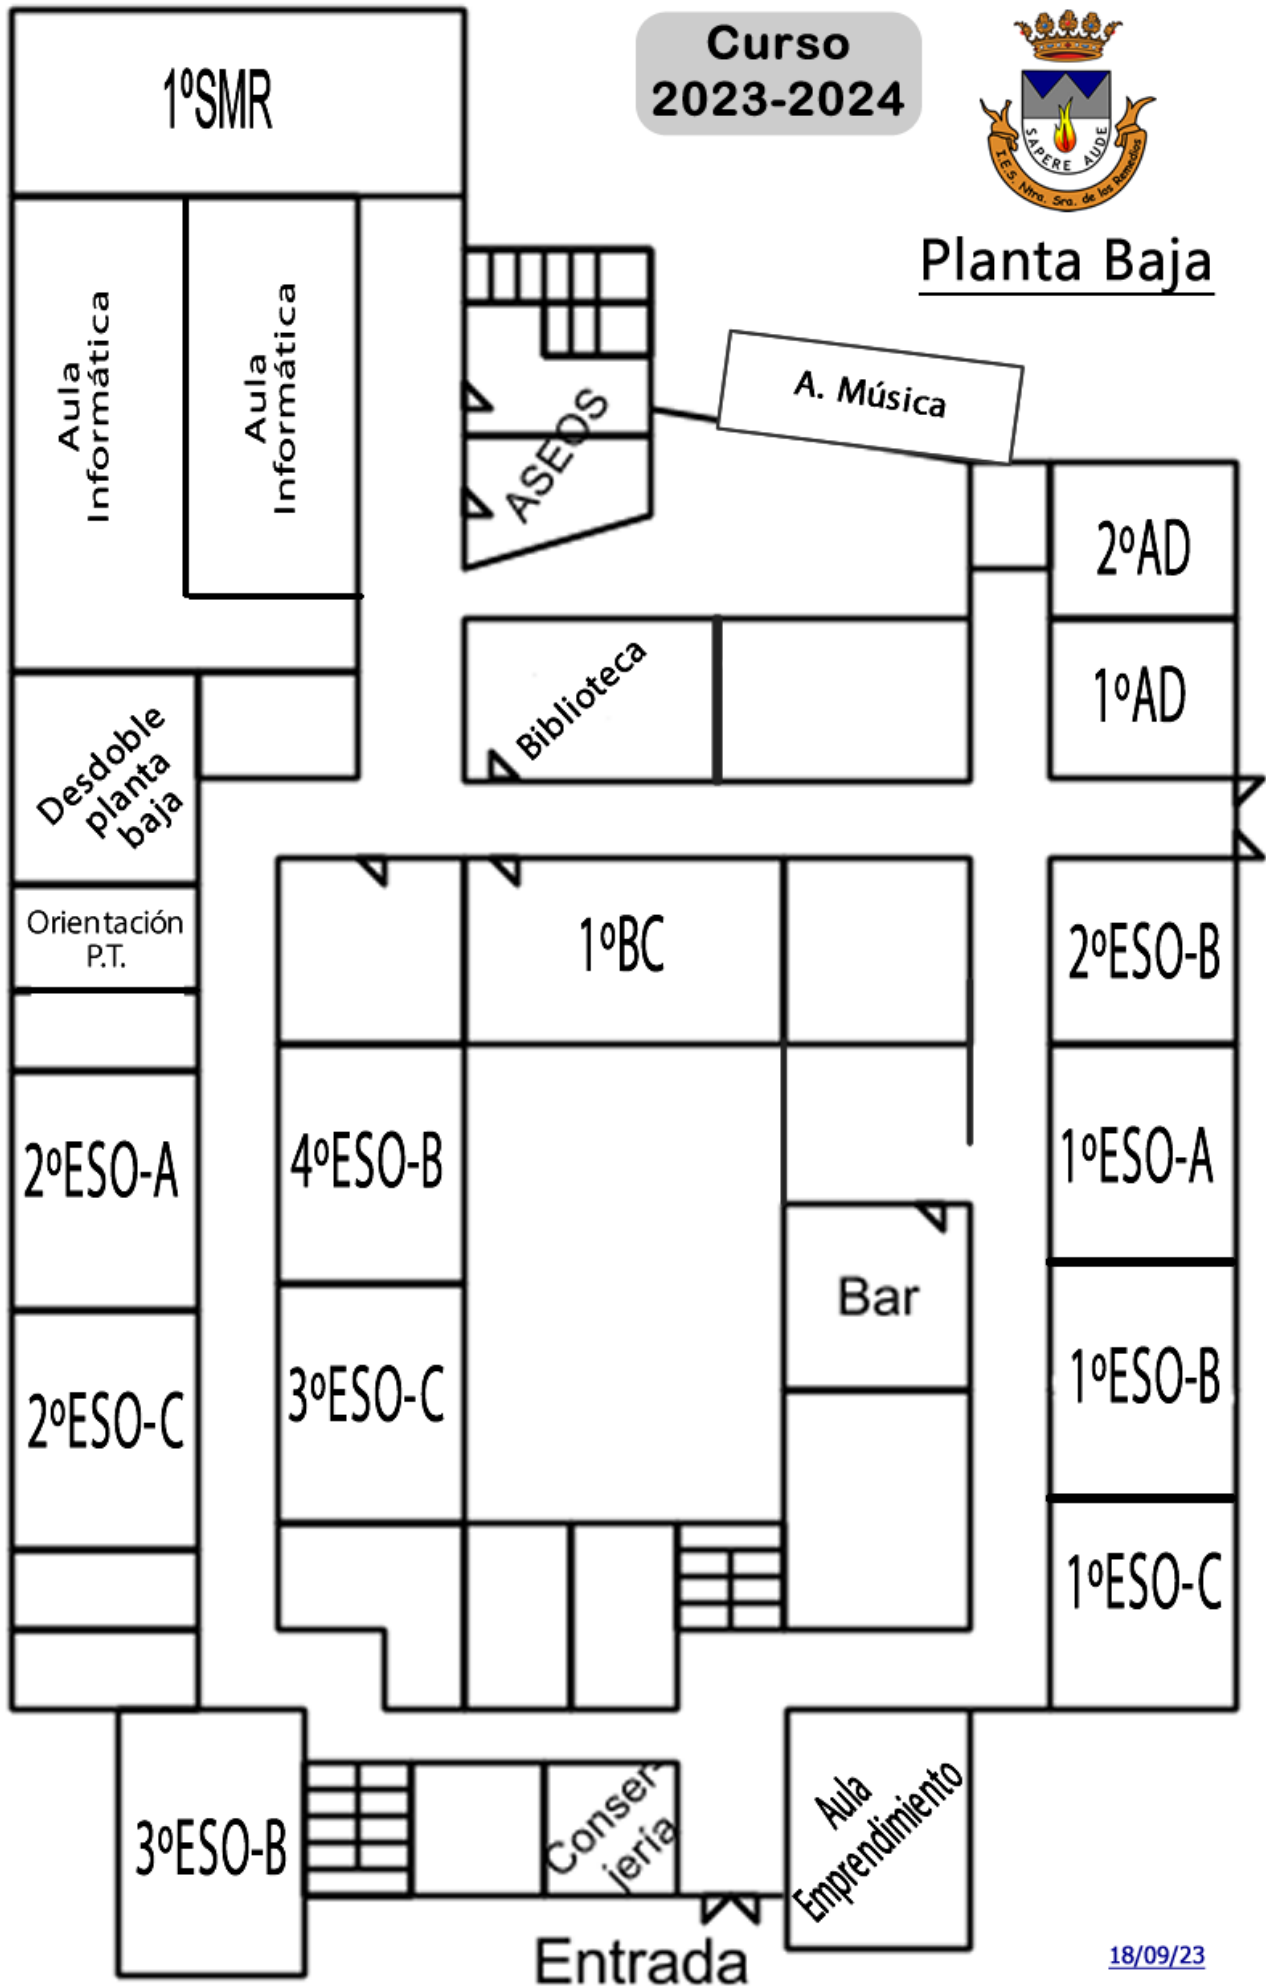 Curso
2023-2024
SAPERE AUDE
I.E.S. Ntra. Sra. de los Remedios
Planta Baja
1ºSMR
Aula
Informática
Aula
Informática
ASEOS
A. Música
2ºAD
1ºAD
Biblioteca
Desdoble
planta
baja
Orientación
P.T.
1ºBC
2ºESO-B
2ºESO-A
4ºESO-B
1ºESO-A
Bar
1ºESO-B
2ºESO-C
3ºESO-C
1ºESO-C
3ºESO-B
Conser-
jería
Aula
Emprendimiento
Entrada
18/09/23